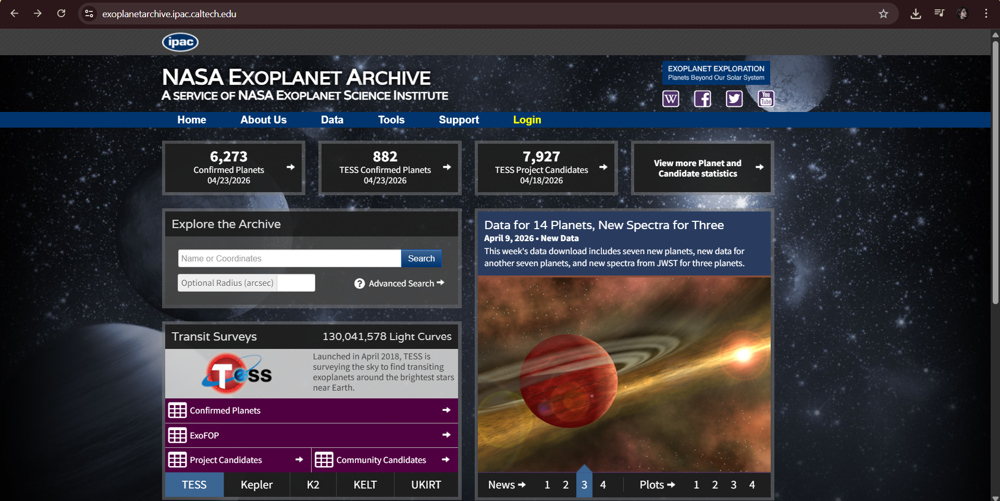 exoplanetarchive.ipac.caltech.edu
ipac
NASA EXOPLANET ARCHIVE
A SERVICE OF NASA EXOPLANET SCIENCE INSTITUTE
EXOPLANET EXPLORATION
Planets Beyond Our Solar System
W
You
Tube
Home About Us Data Tools Support Login
6,273
Confirmed Planets
04/23/2026
882
TESS Confirmed Planets
04/23/2026
7,927
TESS Project Candidates
04/18/2026
View more Planet and
Candidate statistics
Explore the Archive
Name or Coordinates
Search
Optional Radius (arcsec)
? Advanced Search
Transit Surveys 130,041,578 Light Curves
Tess
Launched in April 2018, TESS is
surveying the sky to find transiting
exoplanets around the brightest stars
near Earth.
Confirmed Planets
ExoFOP
Project Candidates
Community Candidates
TESS Kepler K2 KELT UKIRT
Data for 14 Planets, New Spectra for Three
April 9, 2026 • New Data
This week's data download includes seven new planets, new data for
another seven planets, and new spectra from JWST for three planets.
News 1 2 3 4 Plots 1 2 3 4